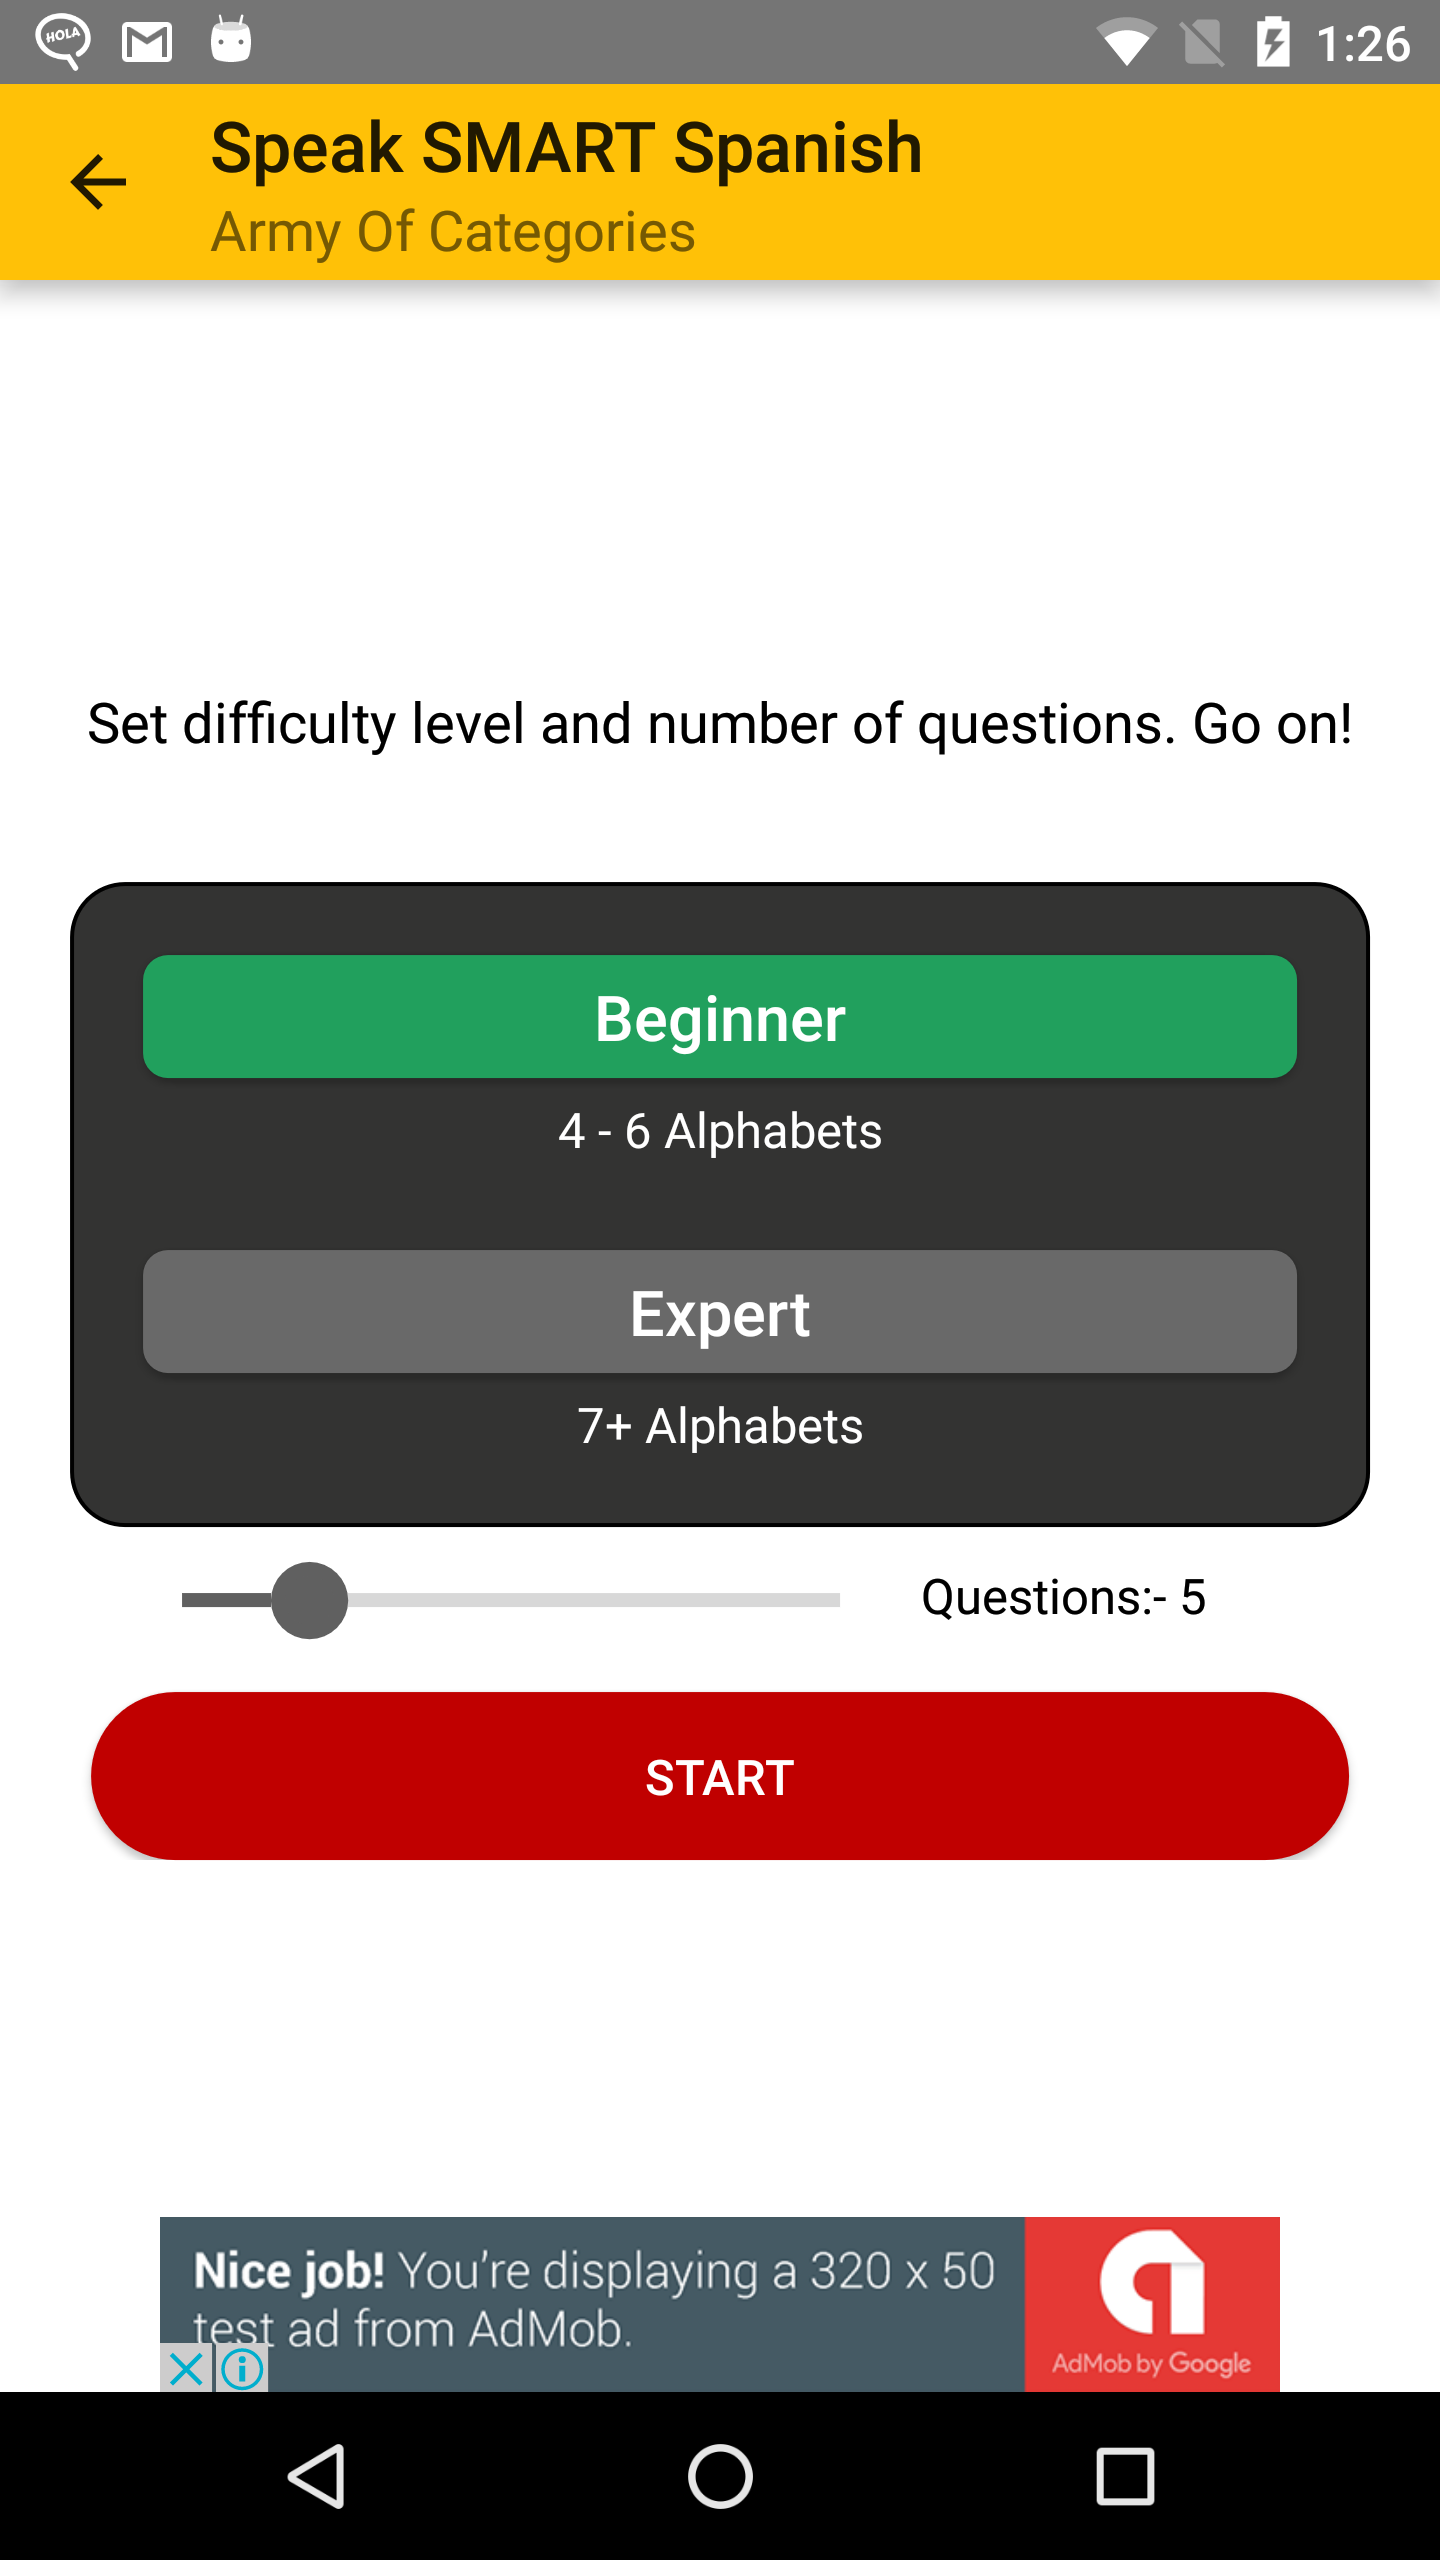 HOLA
1:26
Speak SMART Spanish
Army Of Categories
Set difficulty level and number of questions. Go on!
Beginner
4 - 6 Alphabets
Expert
7+ Alphabets
Questions:- 5
START
Nice job! You're displaying a 320 x 50
test ad from AdMob.
AdMob by Google